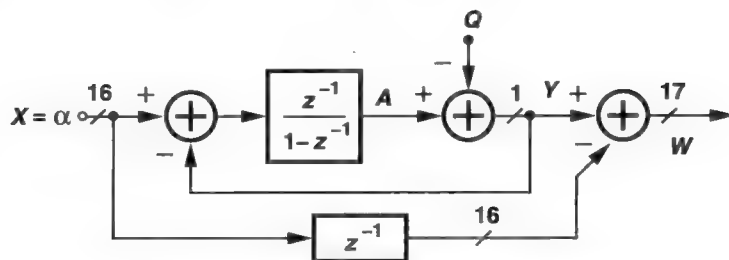 Q
X = α 16 + − z⁻¹ A + − 1 Y + 17
1 − z⁻¹
− W
16
z⁻¹